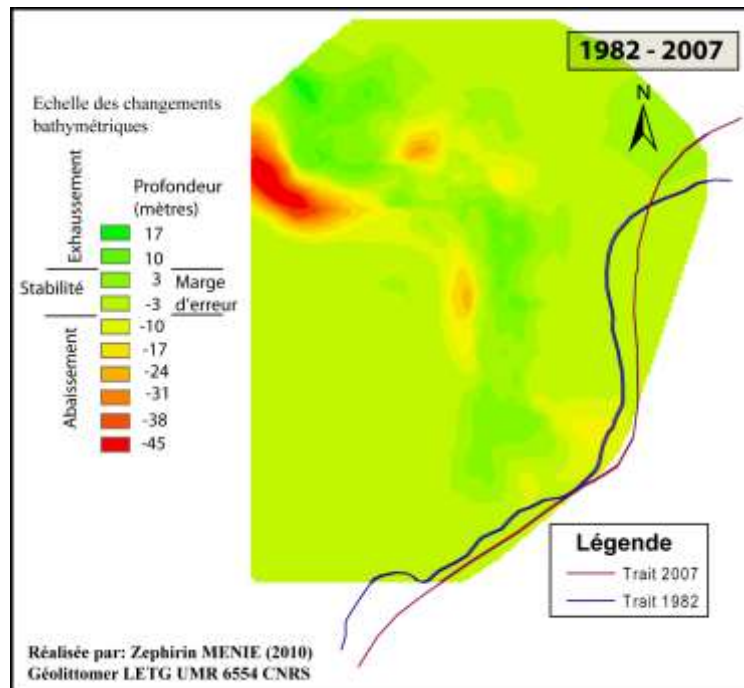 1982 - 2007
N
Echelle des changements
bathymétriques
Profondeur
(mètres)
Exhaussement
17
10
3
-3
-10
-17
-24
-31
-38
-45
Stabilité
Marge
d'erreur
Abaissement
Légende
Trait 2007
Trait 1982
Réalisée par: Zephirin MENIE (2010)
Géolittomer LETG UMR 6554 CNRS